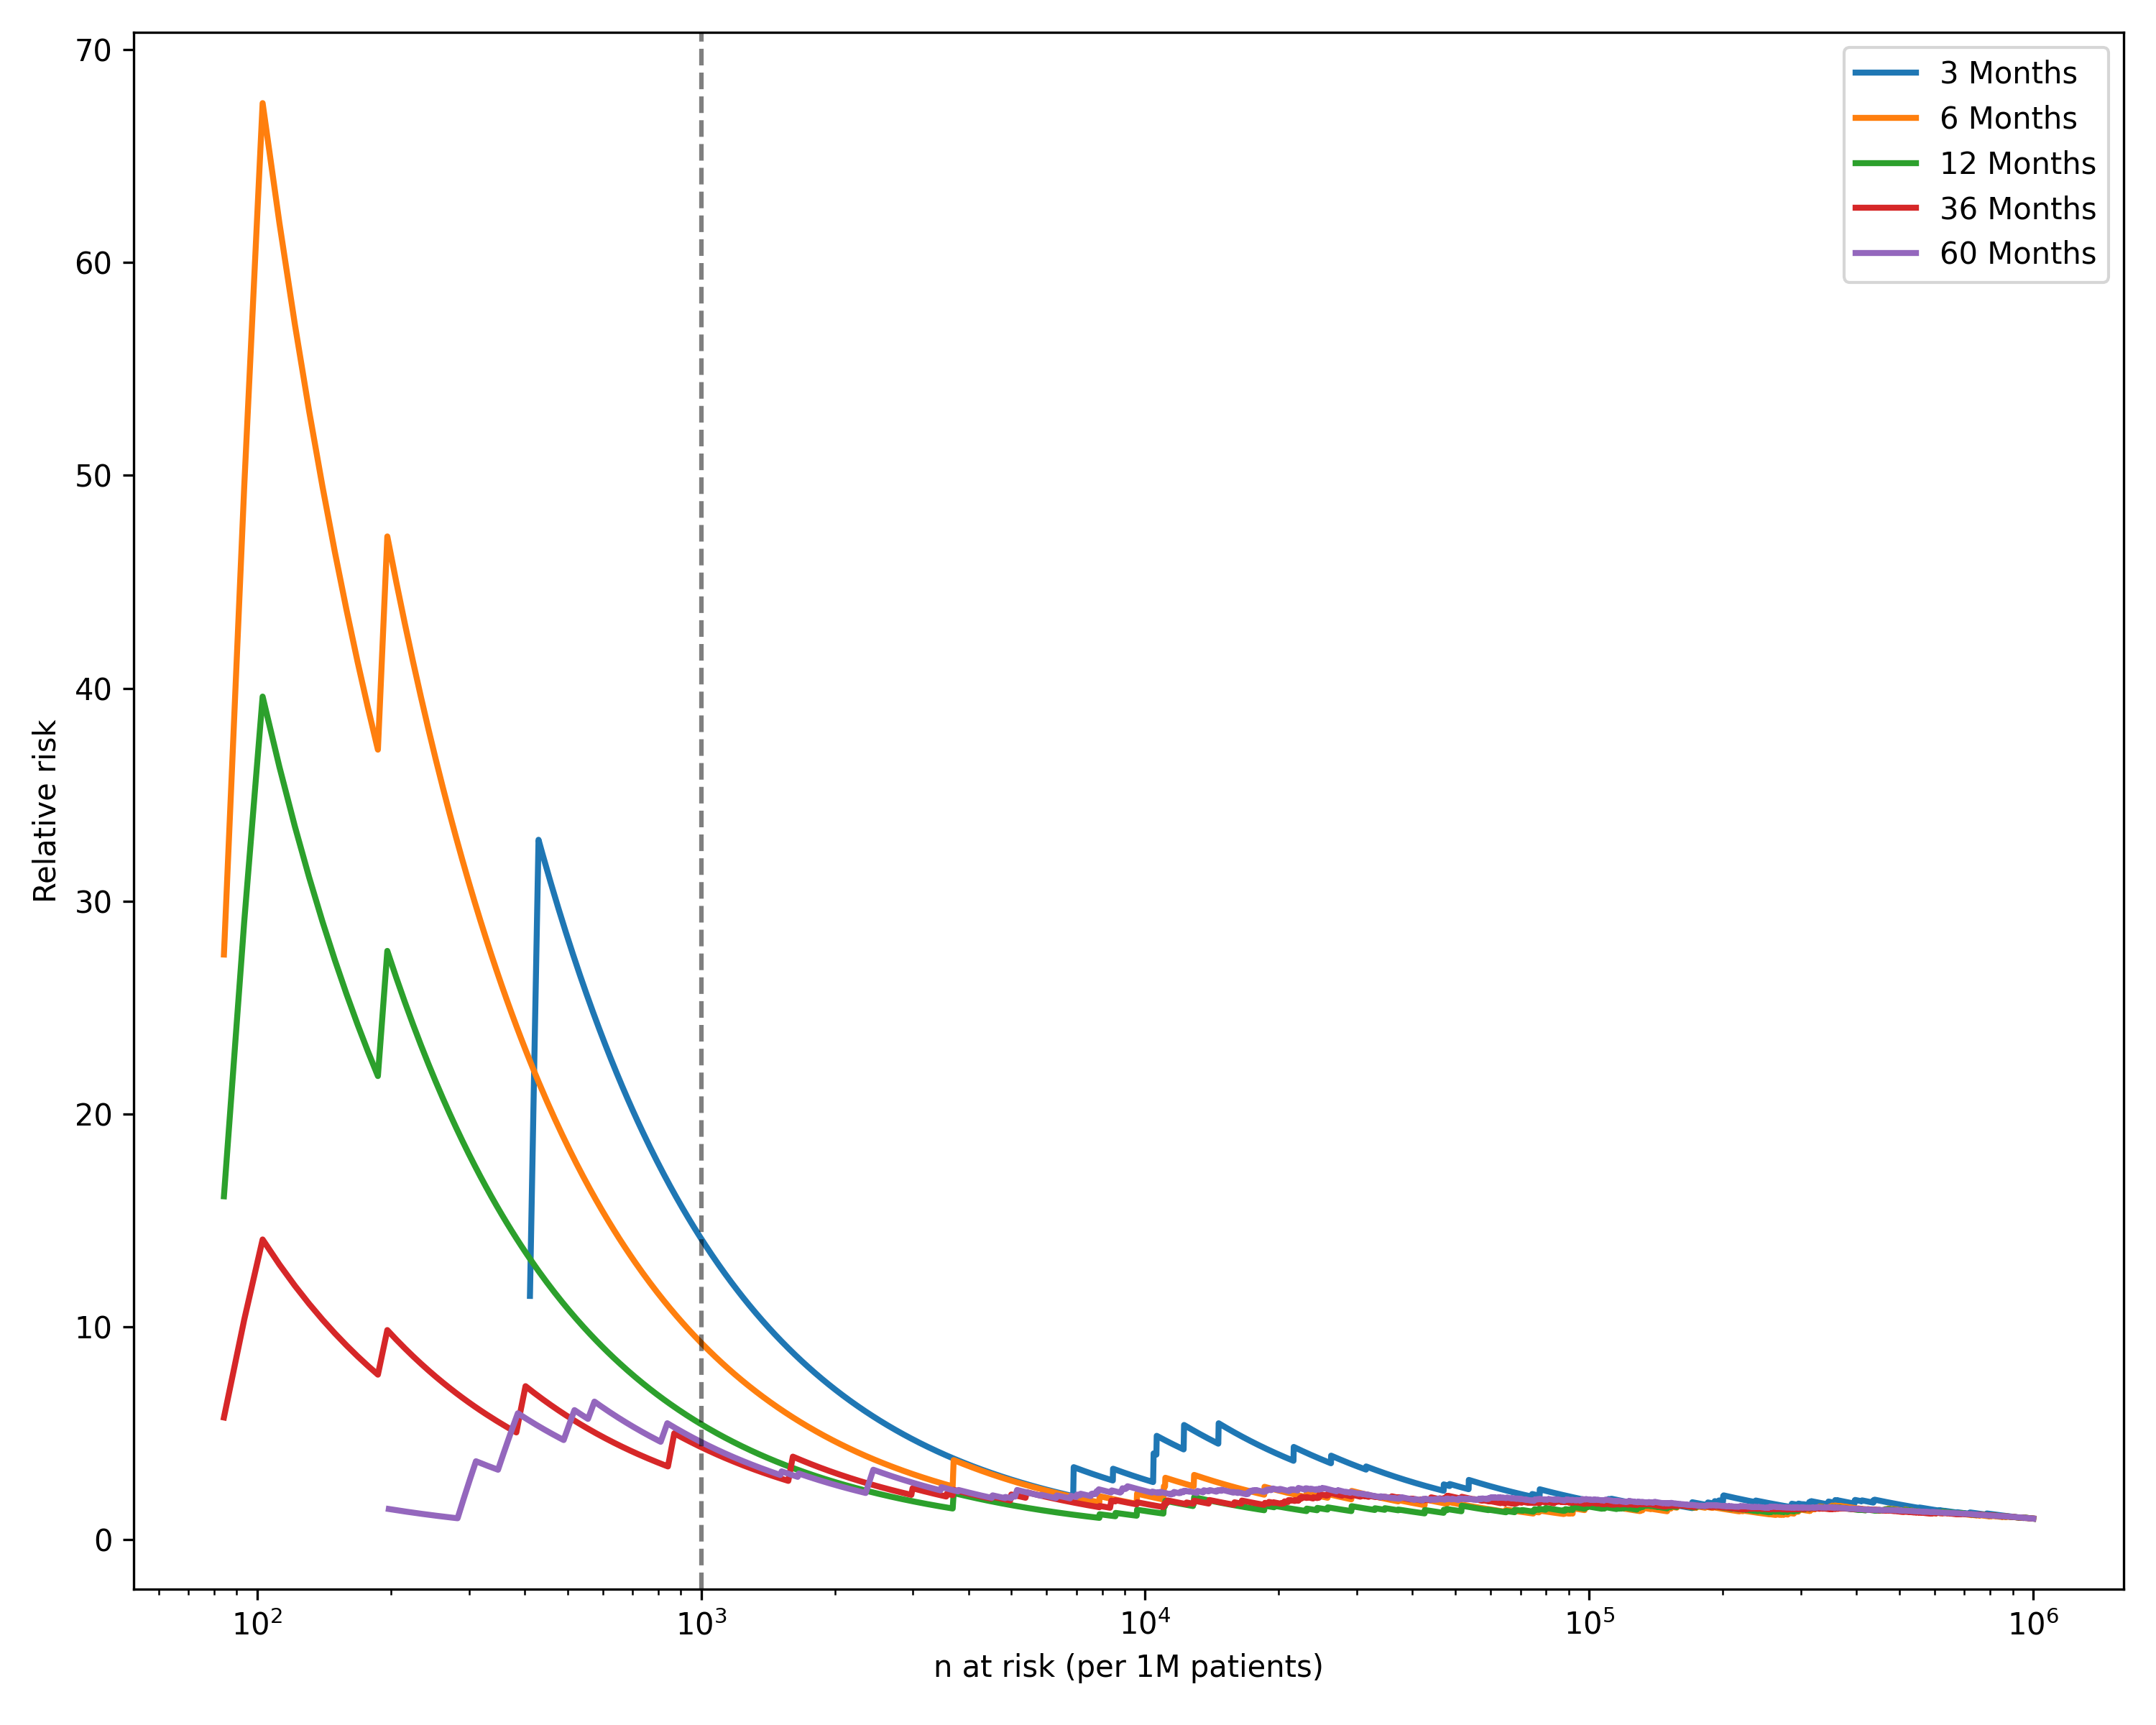 70
60
50
40
30
20
10
0
Relative risk
3 Months
6 Months
12 Months
36 Months
60 Months
10²
10³
10⁴
10⁵
10⁶
n at risk (per 1M patients)